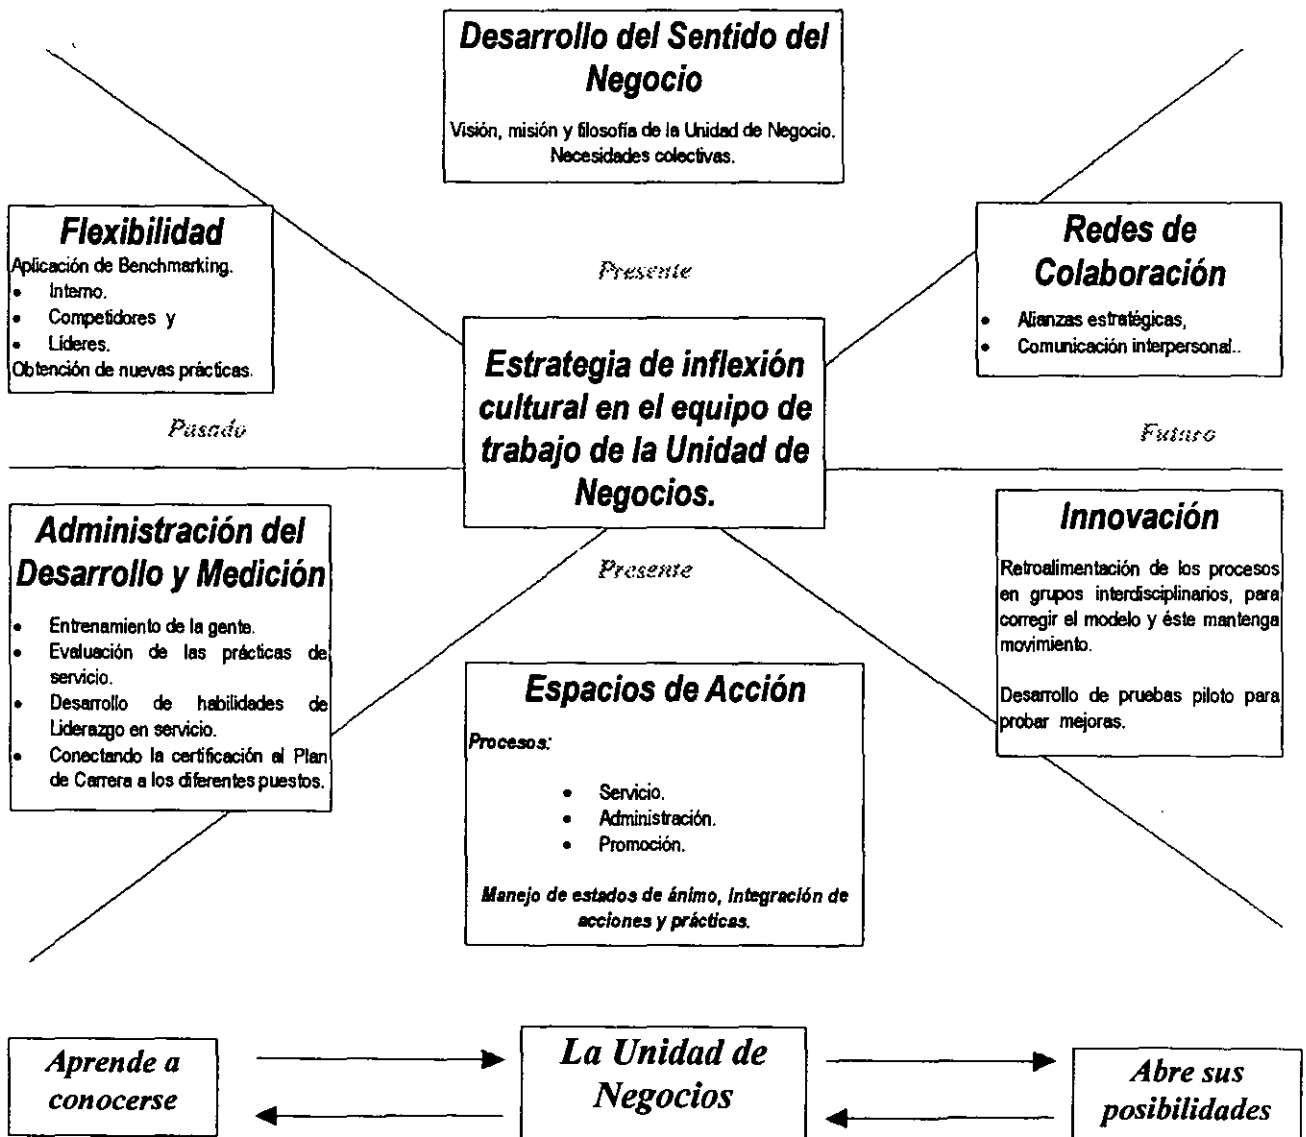 Desarrollo del Sentido del
Negocio
Visión, misión y filosofía de la Unidad de Negocio.
Necesidades colectivas.
Flexibilidad
Aplicación de Benchmarking.
• Interno.
• Competidores y
• Líderes.
Obtención de nuevas prácticas.
Presente
Redes de
Colaboración
• Alianzas estratégicas,
• Comunicación interpersonal..
Estrategia de inflexión
cultural en el equipo de
trabajo de la Unidad de
Negocios.
Pasado
Futuro
Administración del
Desarrollo y Medición
• Entrenamiento de la gente.
• Evaluación de las prácticas de
servicio.
• Desarrollo de habilidades de
Liderazgo en servicio.
• Conectando la certificación al Plan
de Carrera a los diferentes puestos.
Presente
Innovación
Retroalimentación de los procesos
en grupos interdisciplinarios, para
corregir el modelo y éste mantenga
movimiento.
Desarrollo de pruebas piloto para
probar mejoras.
Espacios de Acción
Procesos:
• Servicio.
• Administración.
• Promoción.
Manejo de estados de ánimo, integración de
acciones y prácticas.
Aprende a
conocerse
La Unidad de
Negocios
Abre sus
posibilidades